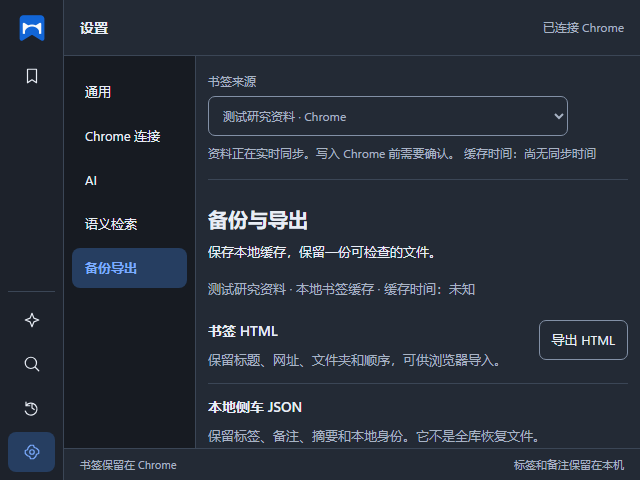 设置
已连接 Chrome
通用
Chrome 连接
AI
语义检索
备份导出
书签来源
测试研究资料 · Chrome
资料正在实时同步。写入 Chrome 前需要确认。 缓存时间：尚无同步时间
备份与导出
保存本地缓存，保留一份可检查的文件。
测试研究资料 · 本地书签缓存 · 缓存时间：未知
书签 HTML
导出 HTML
保留标题、网址、文件夹和顺序，可供浏览器导入。
本地侧车 JSON
保留标签、备注、摘要和本地身份。它不是全库恢复文件。
书签保留在 Chrome
标签和备注保留在本机